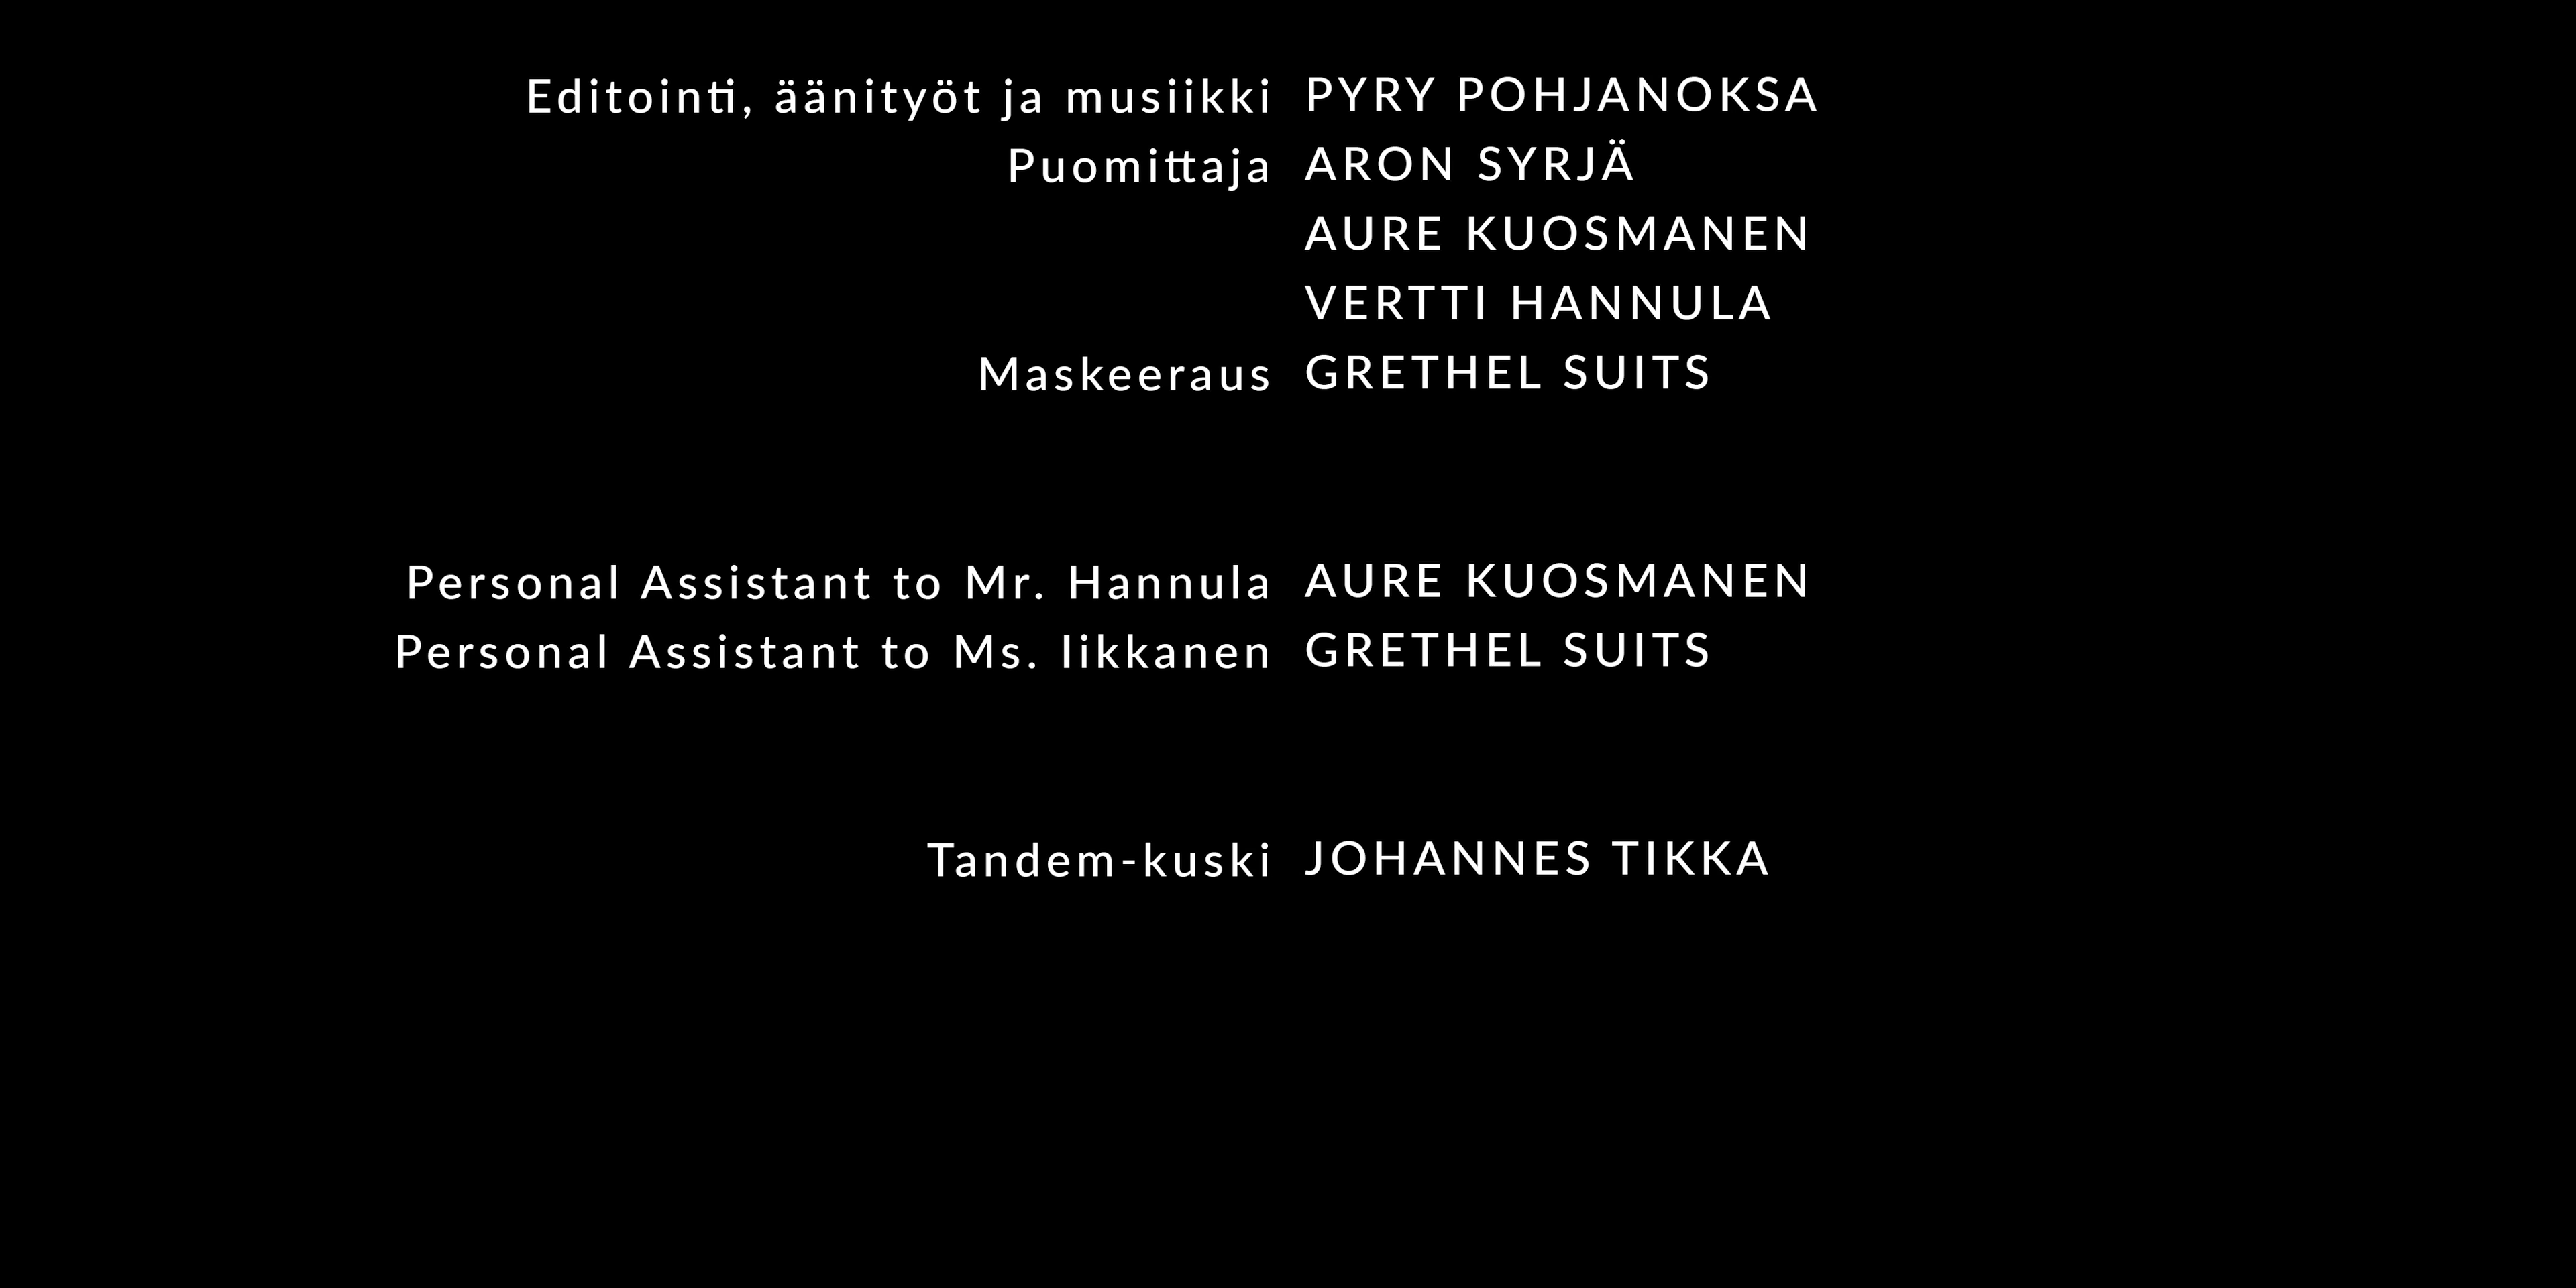 Editointi, äänityöt ja musiikki PYRY POHJANOKSA
Puomittaja ARON SYRJÄ
AURE KUOSMANEN
VERTTI HANNULA
Maskeeraus GRETHEL SUITS
Personal Assistant to Mr. Hannula AURE KUOSMANEN
Personal Assistant to Ms. Iikkanen GRETHEL SUITS
Tandem-kuski JOHANNES TIKKA